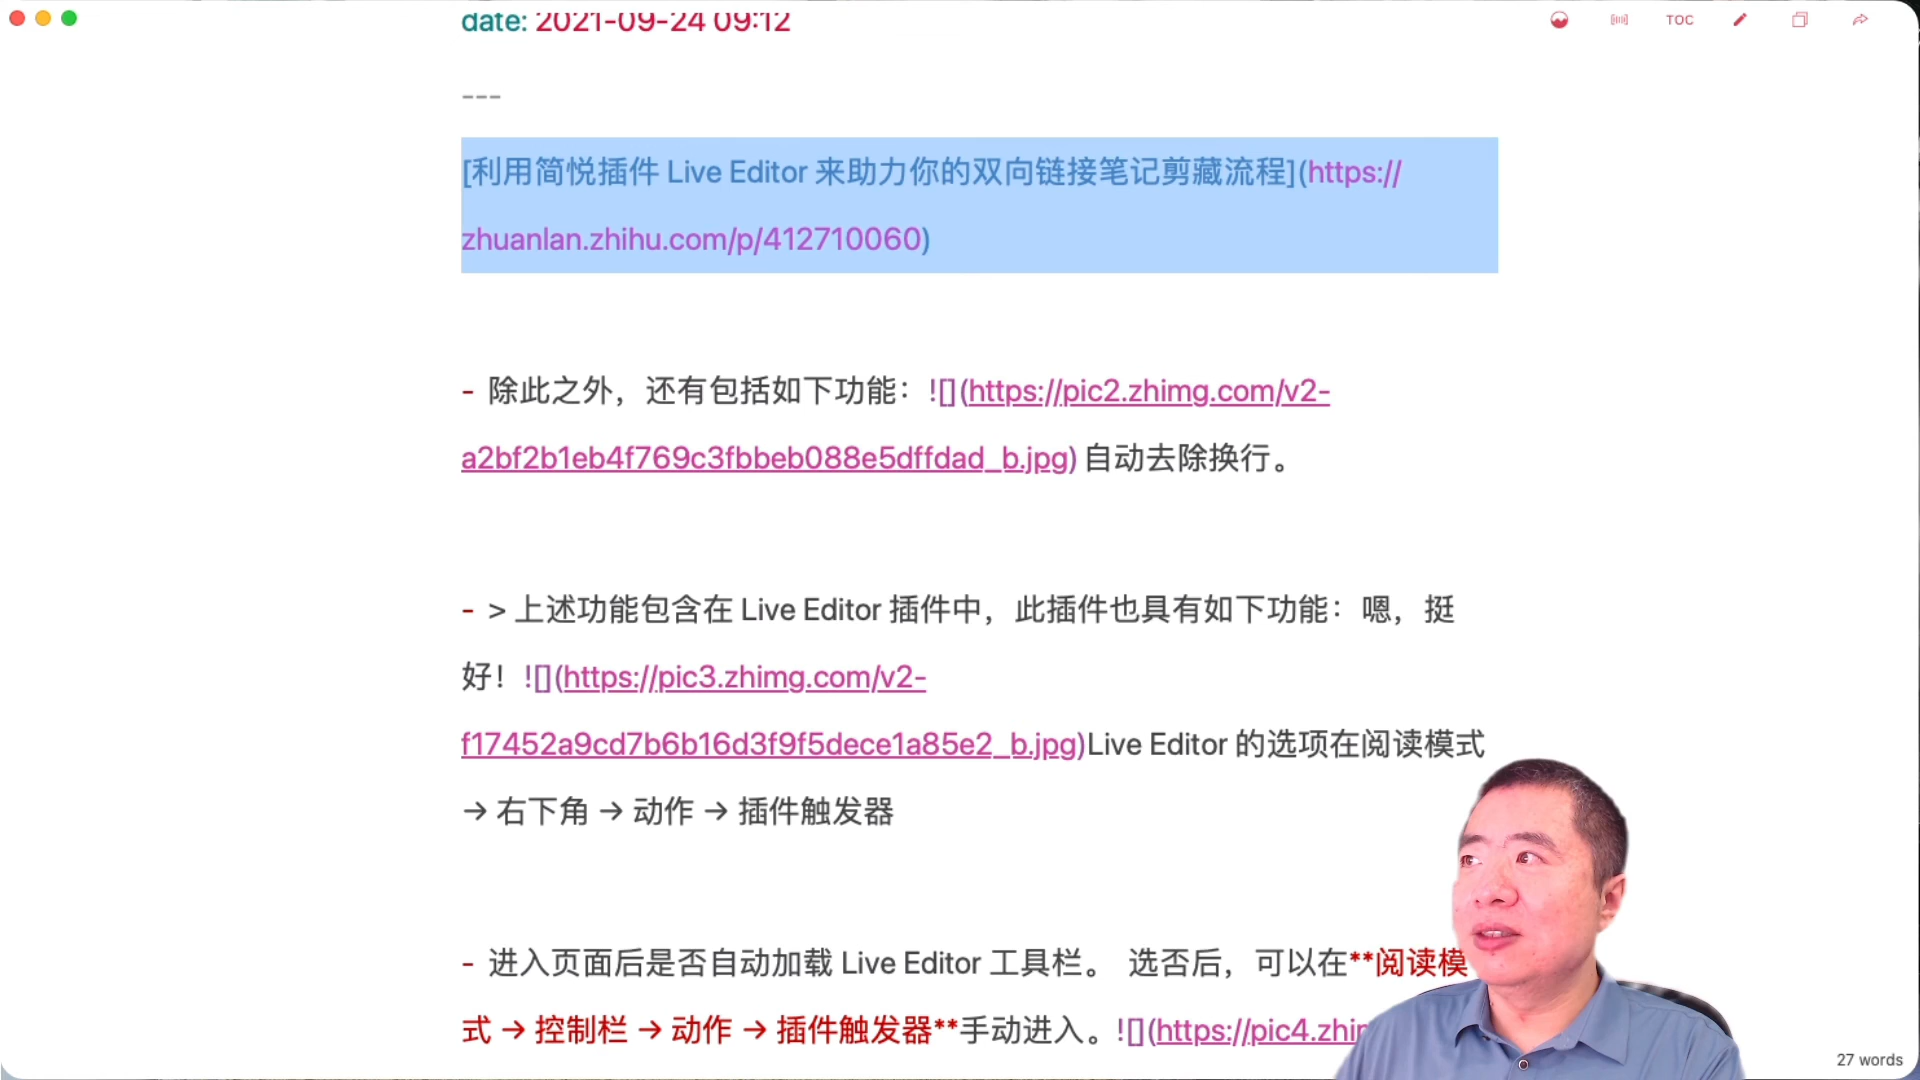 date: 2021-09-24 09:12
TOC
---
[利用简悦插件 Live Editor 来助力你的双向链接笔记剪藏流程](https://
zhuanlan.zhihu.com/p/412710060)
- 除此之外，还有包括如下功能：![](https://pic2.zhimg.com/v2-
a2bf2b1eb4f769c3fbbeb088e5dffdad_b.jpg) 自动去除换行。
- > 上述功能包含在 Live Editor 插件中，此插件也具有如下功能：嗯，挺
好！![](https://pic3.zhimg.com/v2-
f17452a9cd7b6b16d3f9f5dece1a85e2_b.jpg)Live Editor 的选项在阅读模式
→ 右下角 → 动作 → 插件触发器
- 进入页面后是否自动加载 Live Editor 工具栏。 选否后，可以在**阅读模
式 → 控制栏 → 动作 → 插件触发器**手动进入。![](https://pic4.zhi
27 words